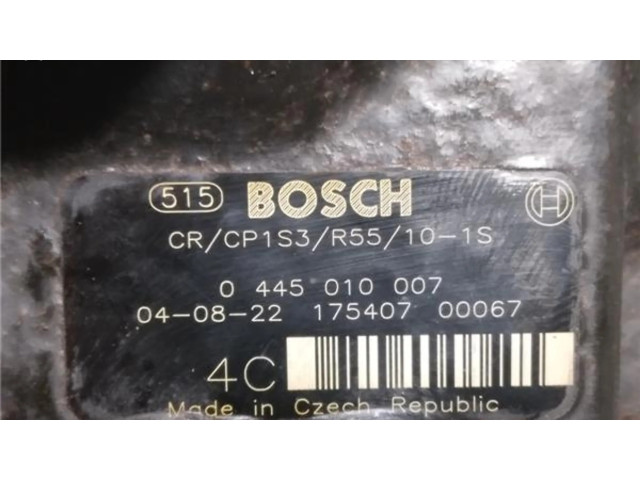 515 BOSCH
CR/CP1S3/R55/10-1S
0 445 010 007
04-08-22 175407 00067
4C
Made in Czech Republic